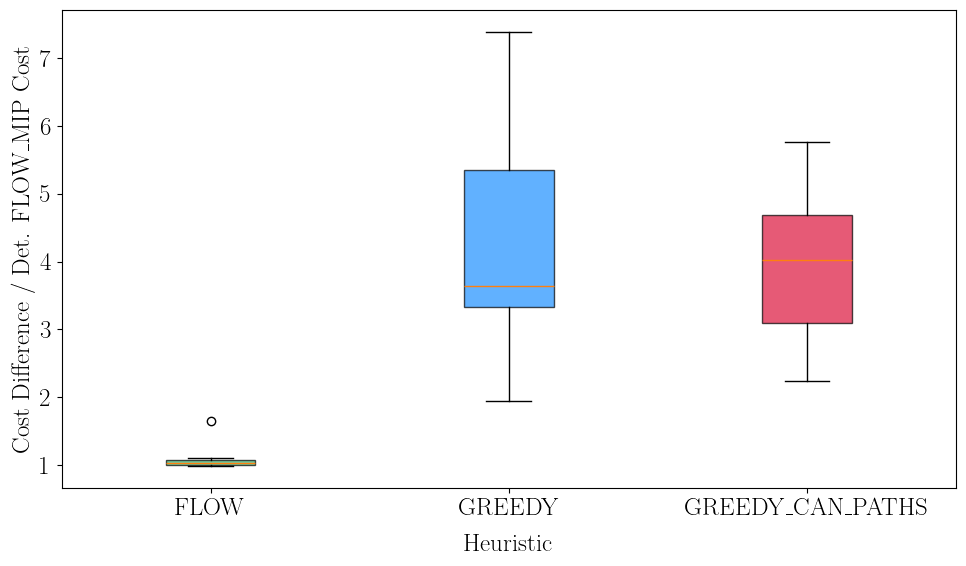 Cost Difference / Det. FLOW_MIP Cost
7
6
5
4
3
2
1
FLOW
GREEDY
GREEDY_CAN_PATHS
Heuristic